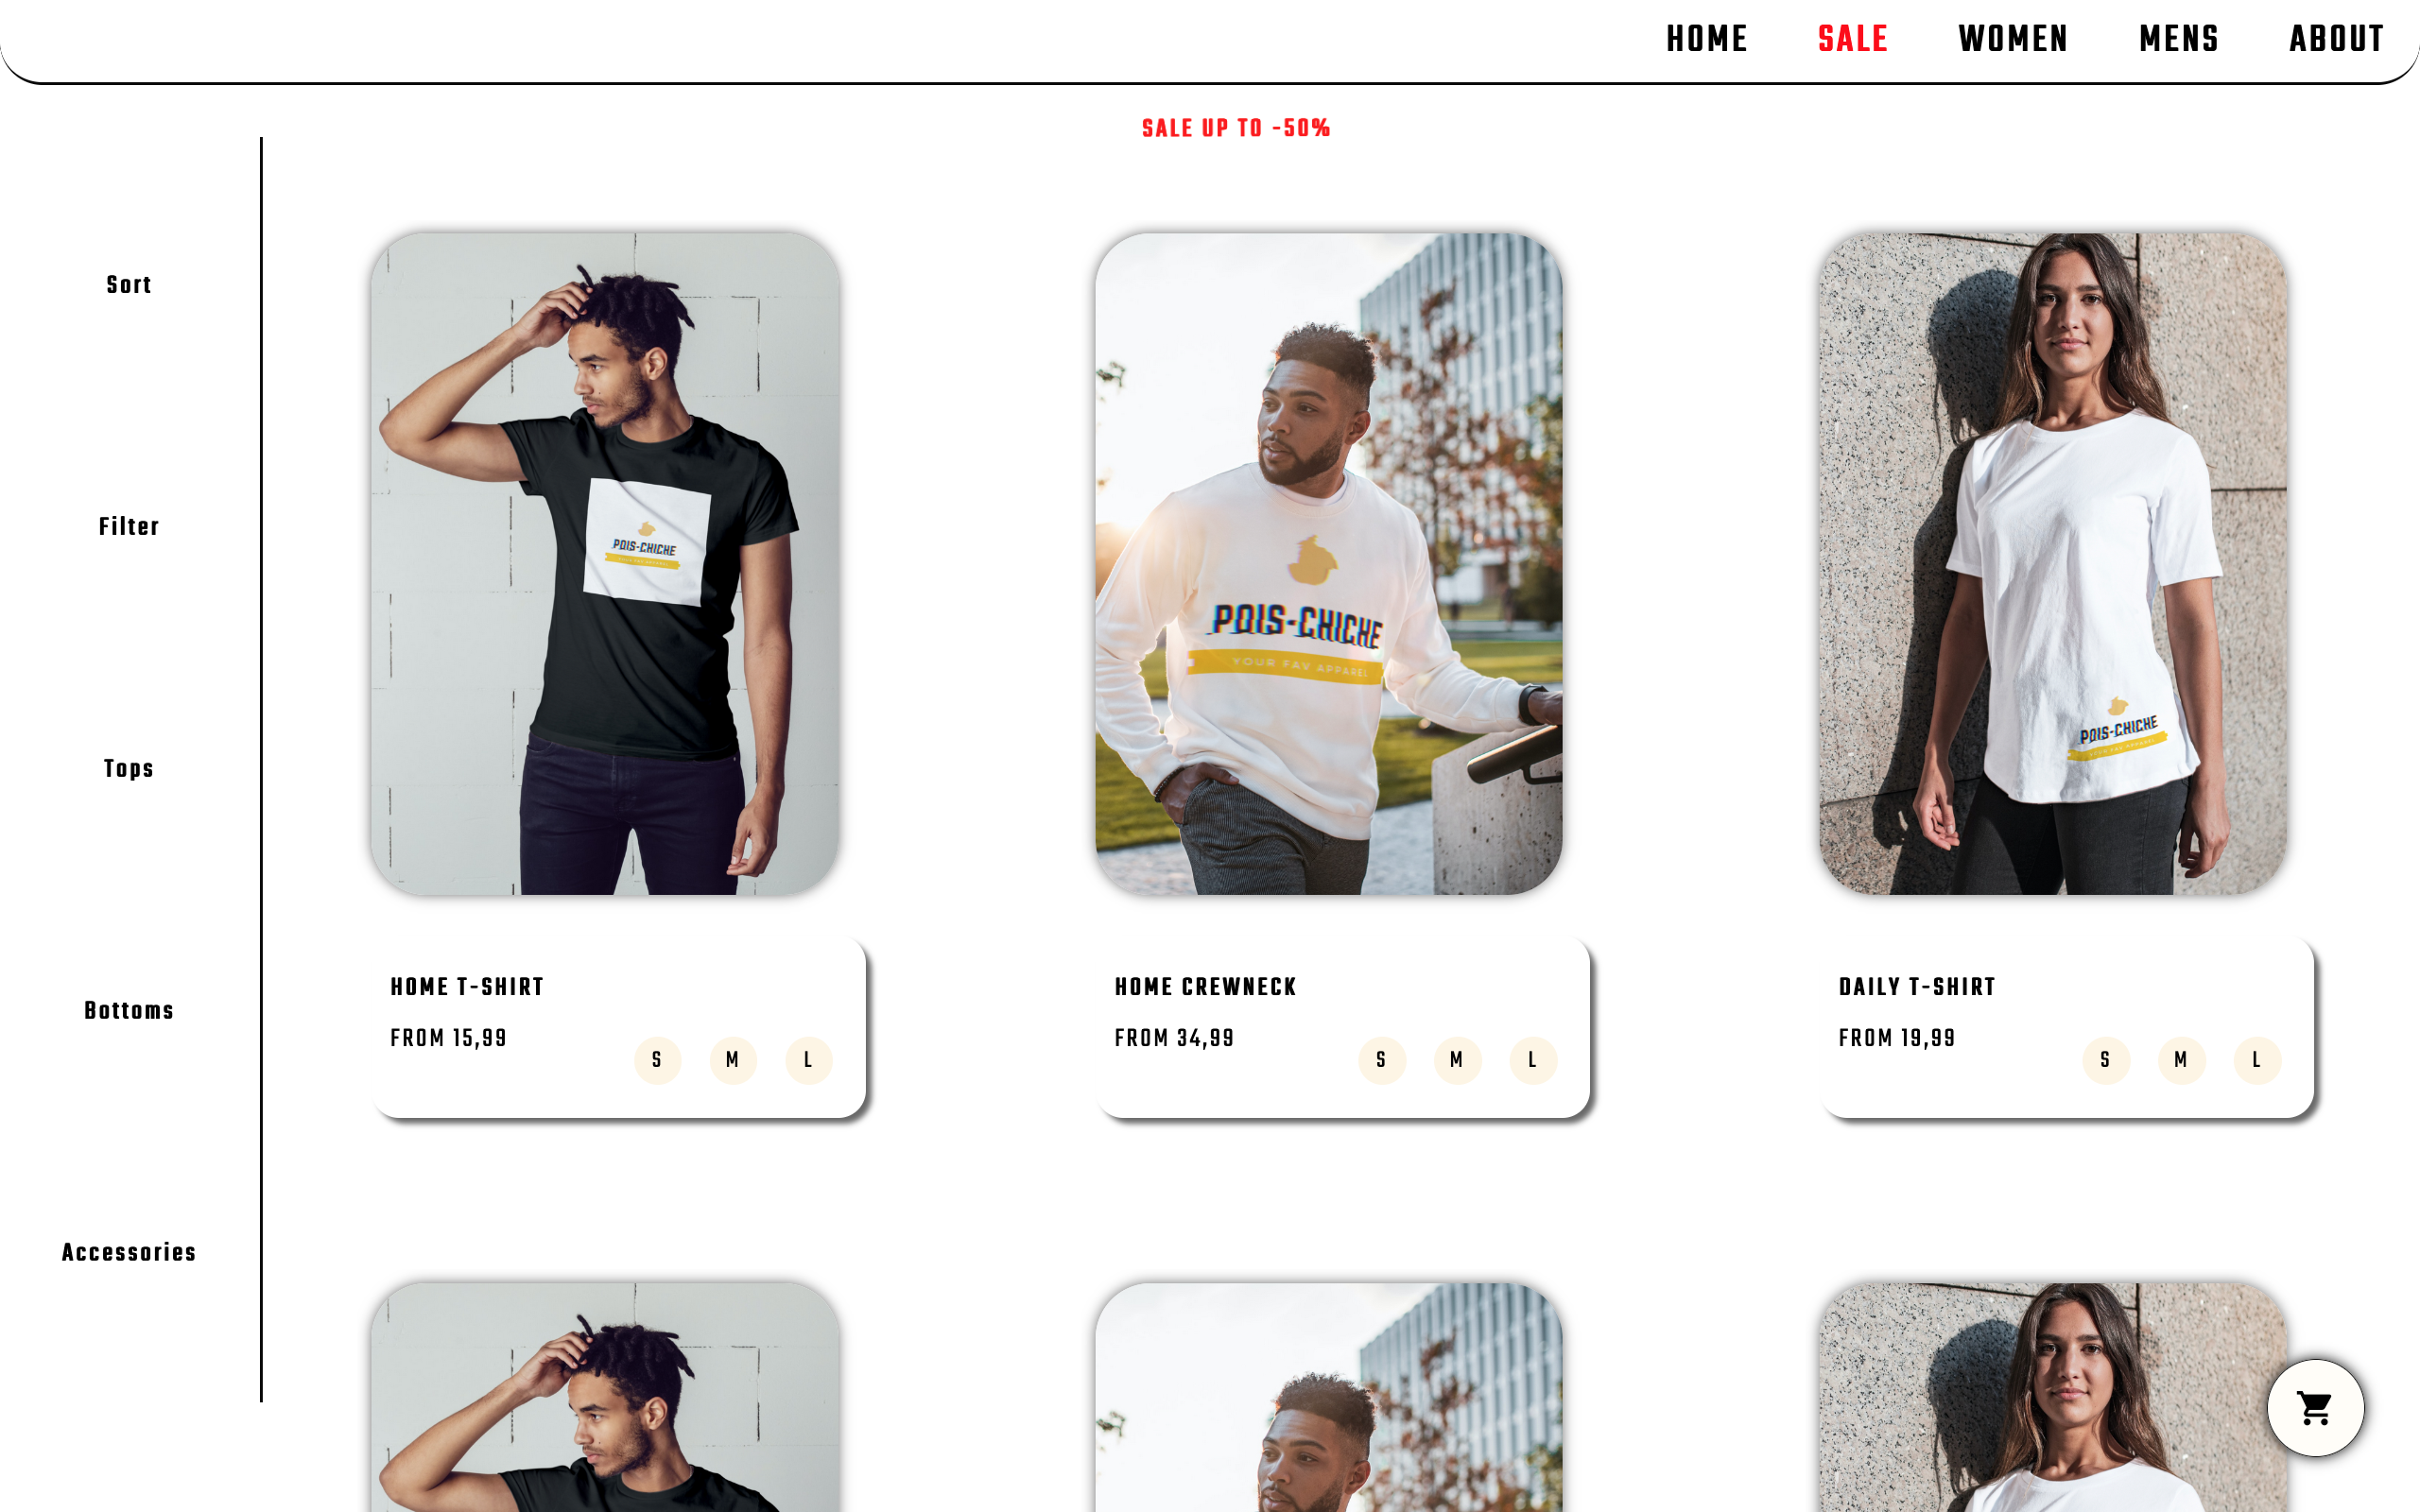 HOME SALE WOMEN MENS ABOUT
SALE UP TO -50%
Sort
Filter
Tops
Bottoms
Accessories
POIS-CHICHE
POIS-CHICHE
YOUR FAV APPAREL
POIS-CHICHE
HOME T-SHIRT
FROM 15,99
S M L
HOME CREWNECK
FROM 34,99
S M L
DAILY T-SHIRT
FROM 19,99
S M L